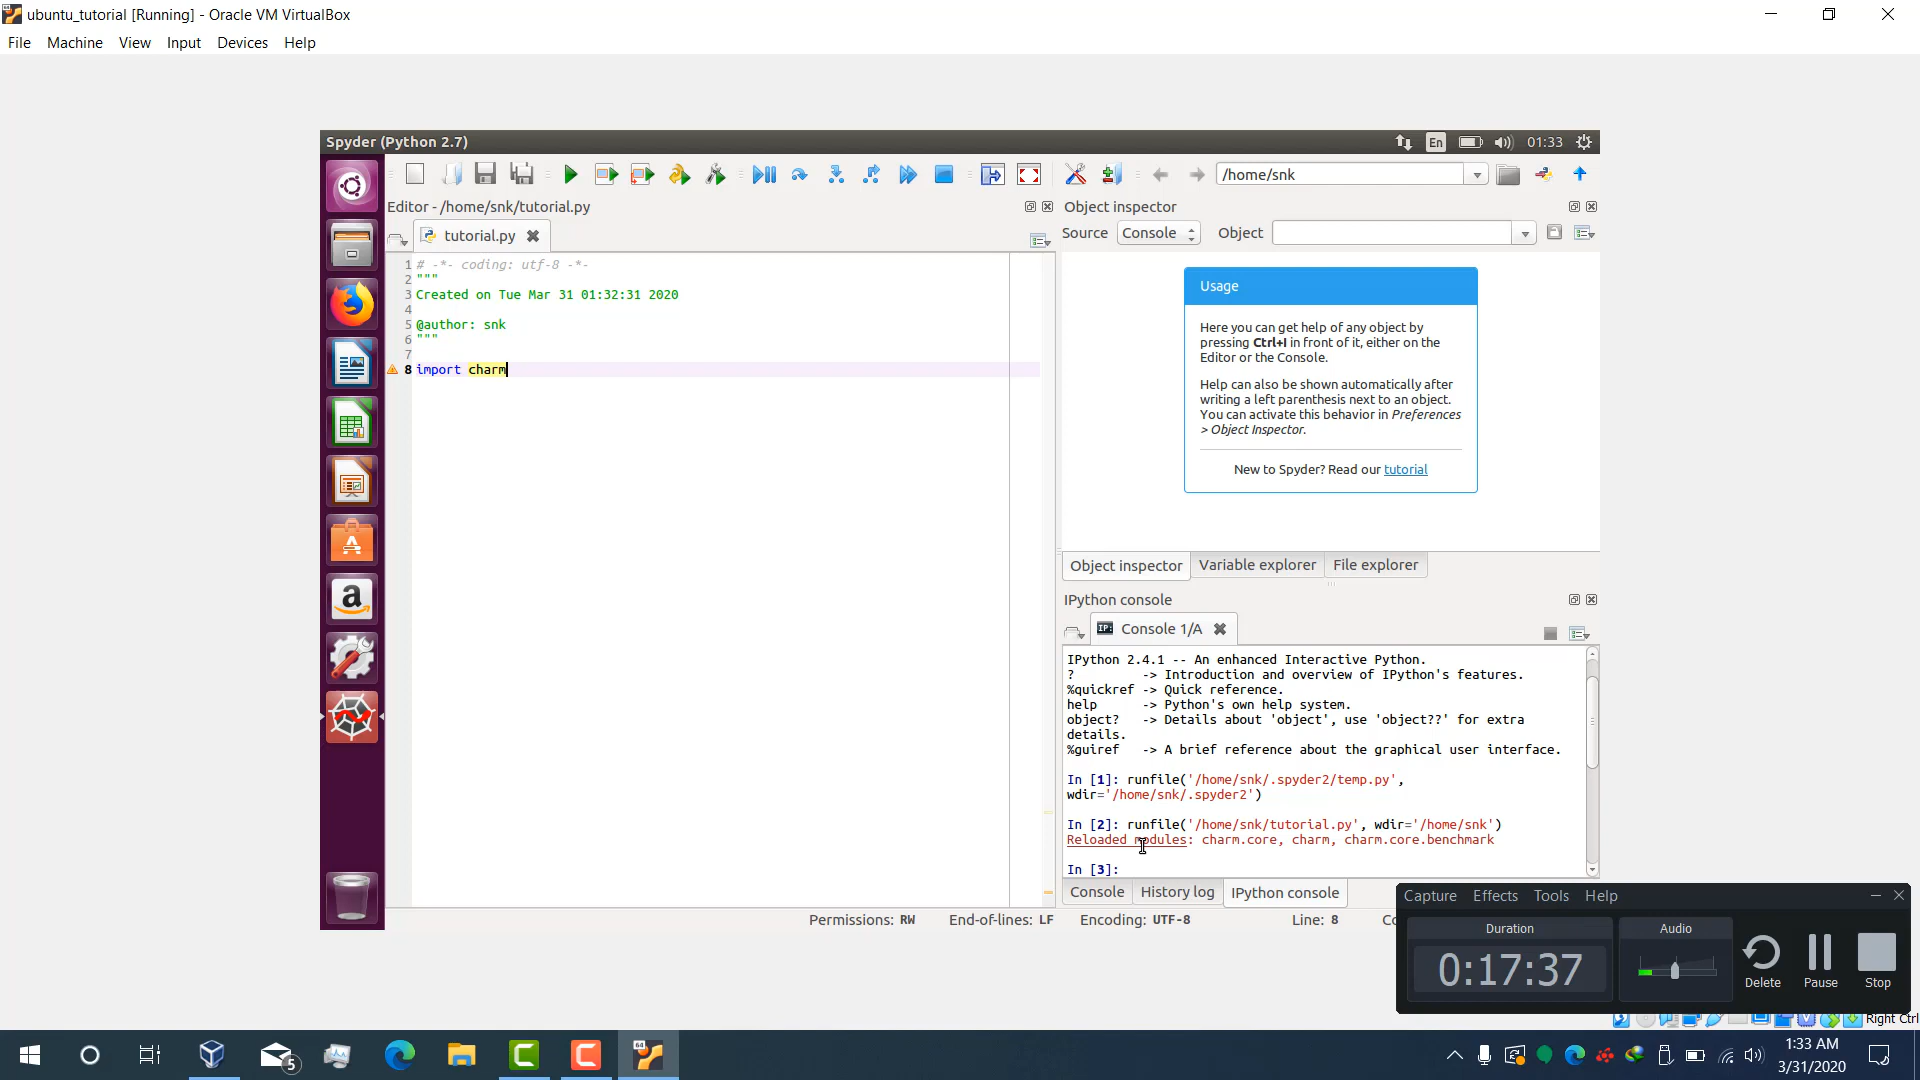 ubuntu_tutorial [Running] - Oracle VM VirtualBox
File Machine View Input Devices Help
Spyder (Python 2.7)
En
01:33
/home/snk
Editor - /home/snk/tutorial.py
Object inspector
tutorial.py
Source Console Object
1 # -*- coding: utf-8 -*-
2 """
3 Created on Tue Mar 31 01:32:31 2020
4
5 @author: snk
6 """
7
8 import charm
Usage
Here you can get help of any object by
pressing Ctrl+I in front of it, either on the
Editor or the Console.
Help can also be shown automatically after
writing a left parenthesis next to an object.
You can activate this behavior in Preferences
> Object Inspector.
New to Spyder? Read our tutorial
Object inspector Variable explorer File explorer
IPython console
IP: Console 1/A
IPython 2.4.1 -- An enhanced Interactive Python.
? -> Introduction and overview of IPython's features.
%quickref -> Quick reference.
help -> Python's own help system.
object? -> Details about 'object', use 'object??' for extra
details.
%guiref -> A brief reference about the graphical user interface.
In [1]: runfile('/home/snk/.spyder2/temp.py',
wdir='/home/snk/.spyder2')
In [2]: runfile('/home/snk/tutorial.py', wdir='/home/snk')
Reloaded modules: charm.core, charm, charm.core.benchmark
In [3]:
Console History log IPython console
Permissions: RW End-of-lines: LF Encoding: UTF-8 Line: 8
Capture Effects Tools Help
Duration
0:17:37
Audio
Delete Pause Stop
Right Ctrl
5
64
1:33 AM
3/31/2020